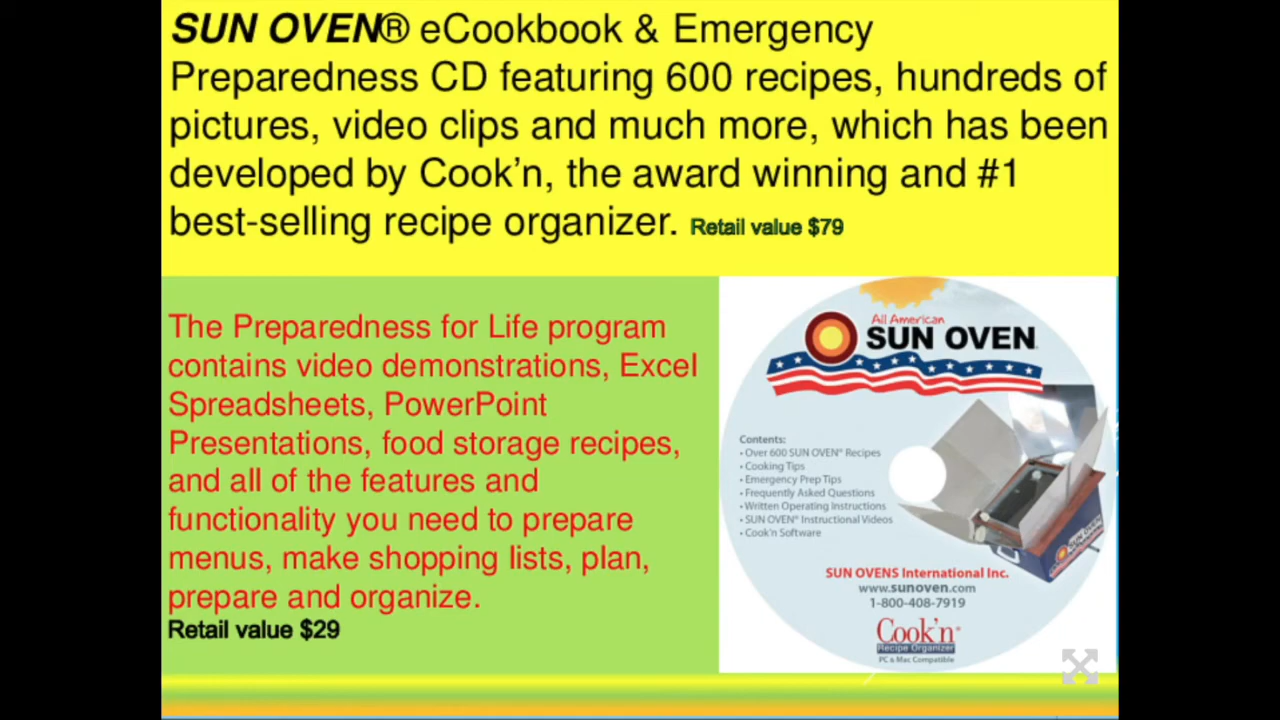 SUN OVEN® eCookbook & Emergency
Preparedness CD featuring 600 recipes, hundreds of
pictures, video clips and much more, which has been
developed by Cook’n, the award winning and #1
best-selling recipe organizer. Retail value $79
The Preparedness for Life program
contains video demonstrations, Excel
Spreadsheets, PowerPoint
Presentations, food storage recipes,
and all of the features and
functionality you need to prepare
menus, make shopping lists, plan,
prepare and organize.
Retail value $29
All American
SUN OVEN
Contents:
• Over 600 SUN OVEN® Recipes
• Cooking Tips
• Emergency Prep Tips
• Frequently Asked Questions
• Written Operating Instructions
• SUN OVEN® Instructional Videos
• Cook'n Software
SUN OVEN
SUN OVENS International Inc.
www.sunoven.com
1-800-408-7919
Cook'n®
Recipe Organizer
PC & Mac Compatible